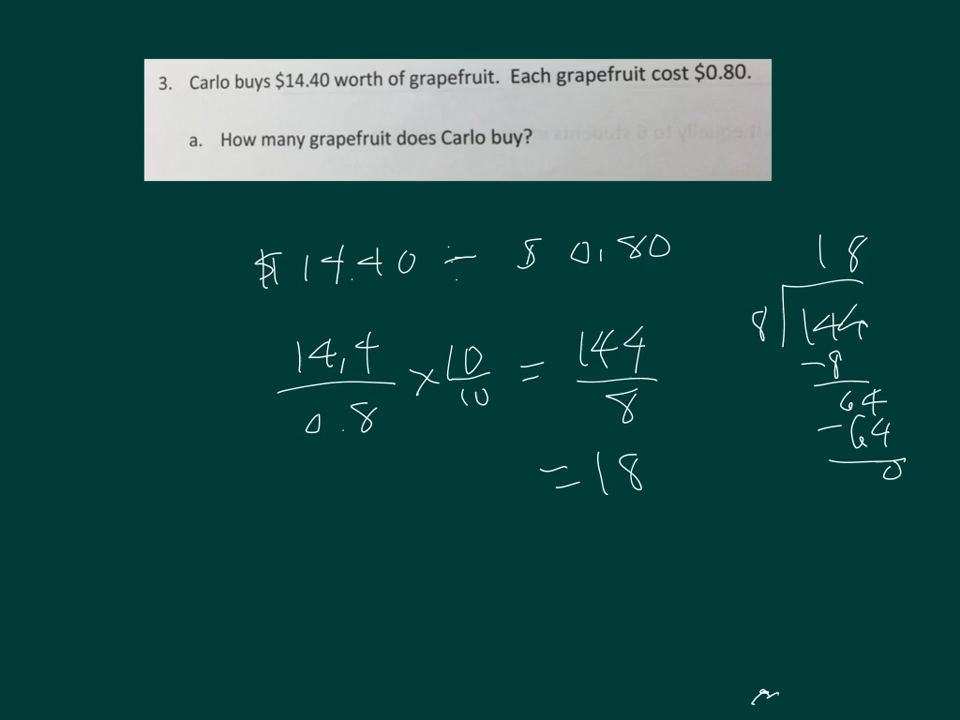 3. Carlo buys $14.40 worth of grapefruit. Each grapefruit cost $0.80.
a. How many grapefruit does Carlo buy?
$14.40 ÷ $0.80
14.4/0.8 × 10/10 = 144/8
= 18
18
8 144
-8
64
-64
0